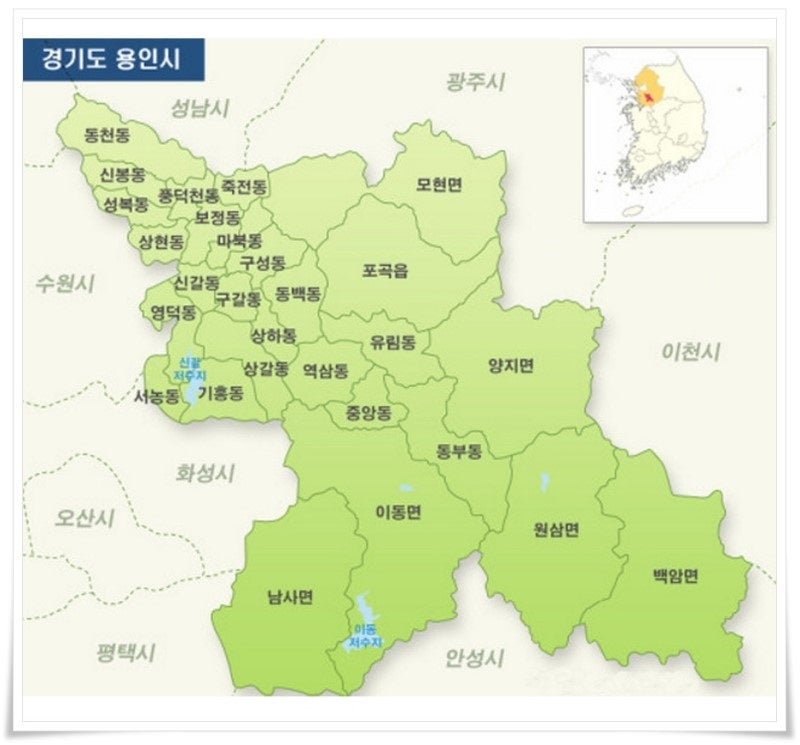 경기도 용인시
광주시
성남시
동천동
신봉동
죽전동
모현면
풍덕천동
성복동
보정동
상현동
마북동
구성동
포곡읍
수원시
신갈동
구갈동
동백동
영덕동
상하동
유림동
이천시
신갈
저수지
상갈동
역삼동
양지면
서농동
기흥동
중앙동
동부동
화성시
오산시
이동면
원삼면
백암면
남사면
이동
저수지
평택시
안성시